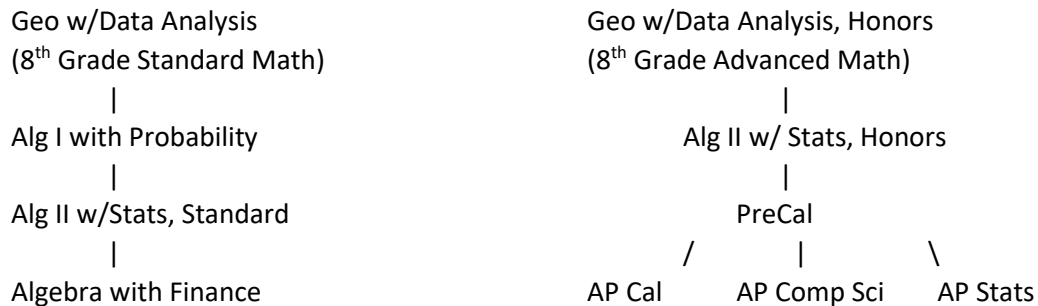 Geo w/Data Analysis Geo w/Data Analysis, Honors
(8th Grade Standard Math) (8th Grade Advanced Math)
| |
Alg I with Probability Alg II w/ Stats, Honors
| |
Alg II w/Stats, Standard PreCal
| / | \
Algebra with Finance AP Cal AP Comp Sci AP Stats